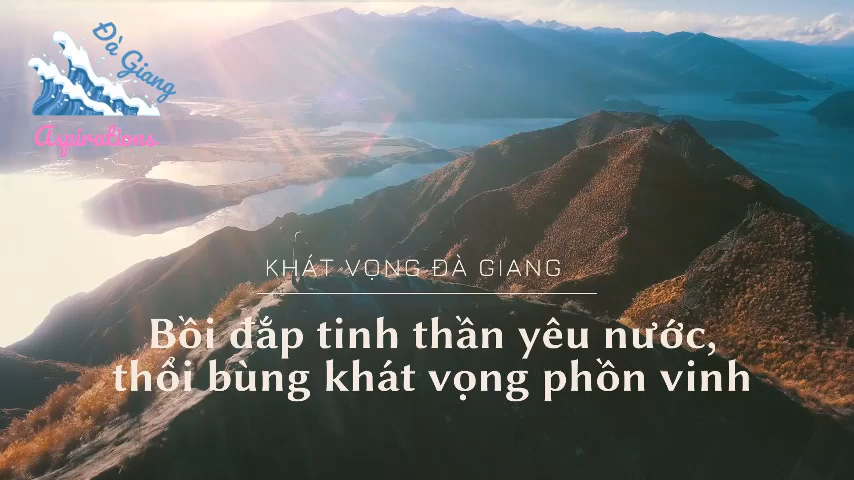 Đà Giang
Aspirations
KHÁT VỌNG ĐÀ GIANG
Bồi đắp tinh thần yêu nước,
thổi bùng khát vọng phồn vinh